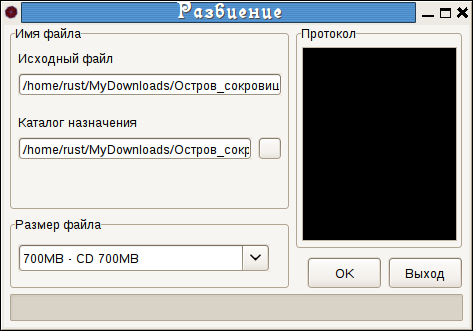 Разбиение
Имя файла
Исходный файл
/home/rust/MyDownloads/Остров_сокровищ
Каталог назначения
/home/rust/MyDownloads/Остров_сокр
Размер файла
700MB - CD 700MB
Протокол
OK
Выход